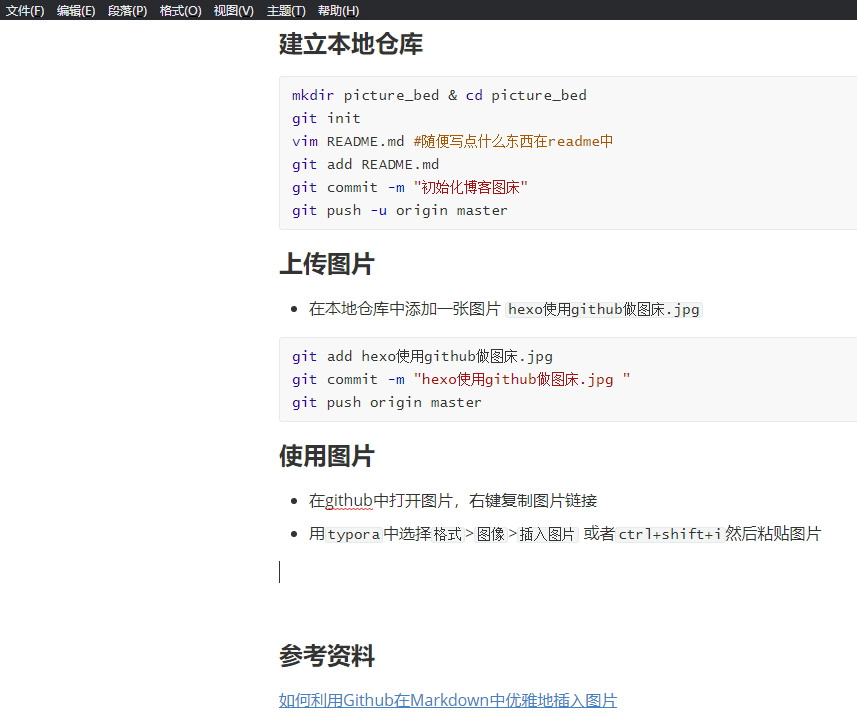 文件(F) 编辑(E) 段落(P) 格式(O) 视图(V) 主题(T) 帮助(H)
建立本地仓库
mkdir picture_bed & cd picture_bed
git init
vim README.md #随便写点什么东西在readme中
git add README.md
git commit -m "初始化博客图床"
git push -u origin master
上传图片
在本地仓库中添加一张图片 hexo使用github做图床.jpg
git add hexo使用github做图床.jpg
git commit -m "hexo使用github做图床.jpg "
git push origin master
使用图片
在github中打开图片，右键复制图片链接
用typora中选择格式>图像>插入图片 或者ctrl+shift+i然后粘贴图片
参考资料
如何利用Github在Markdown中优雅地插入图片